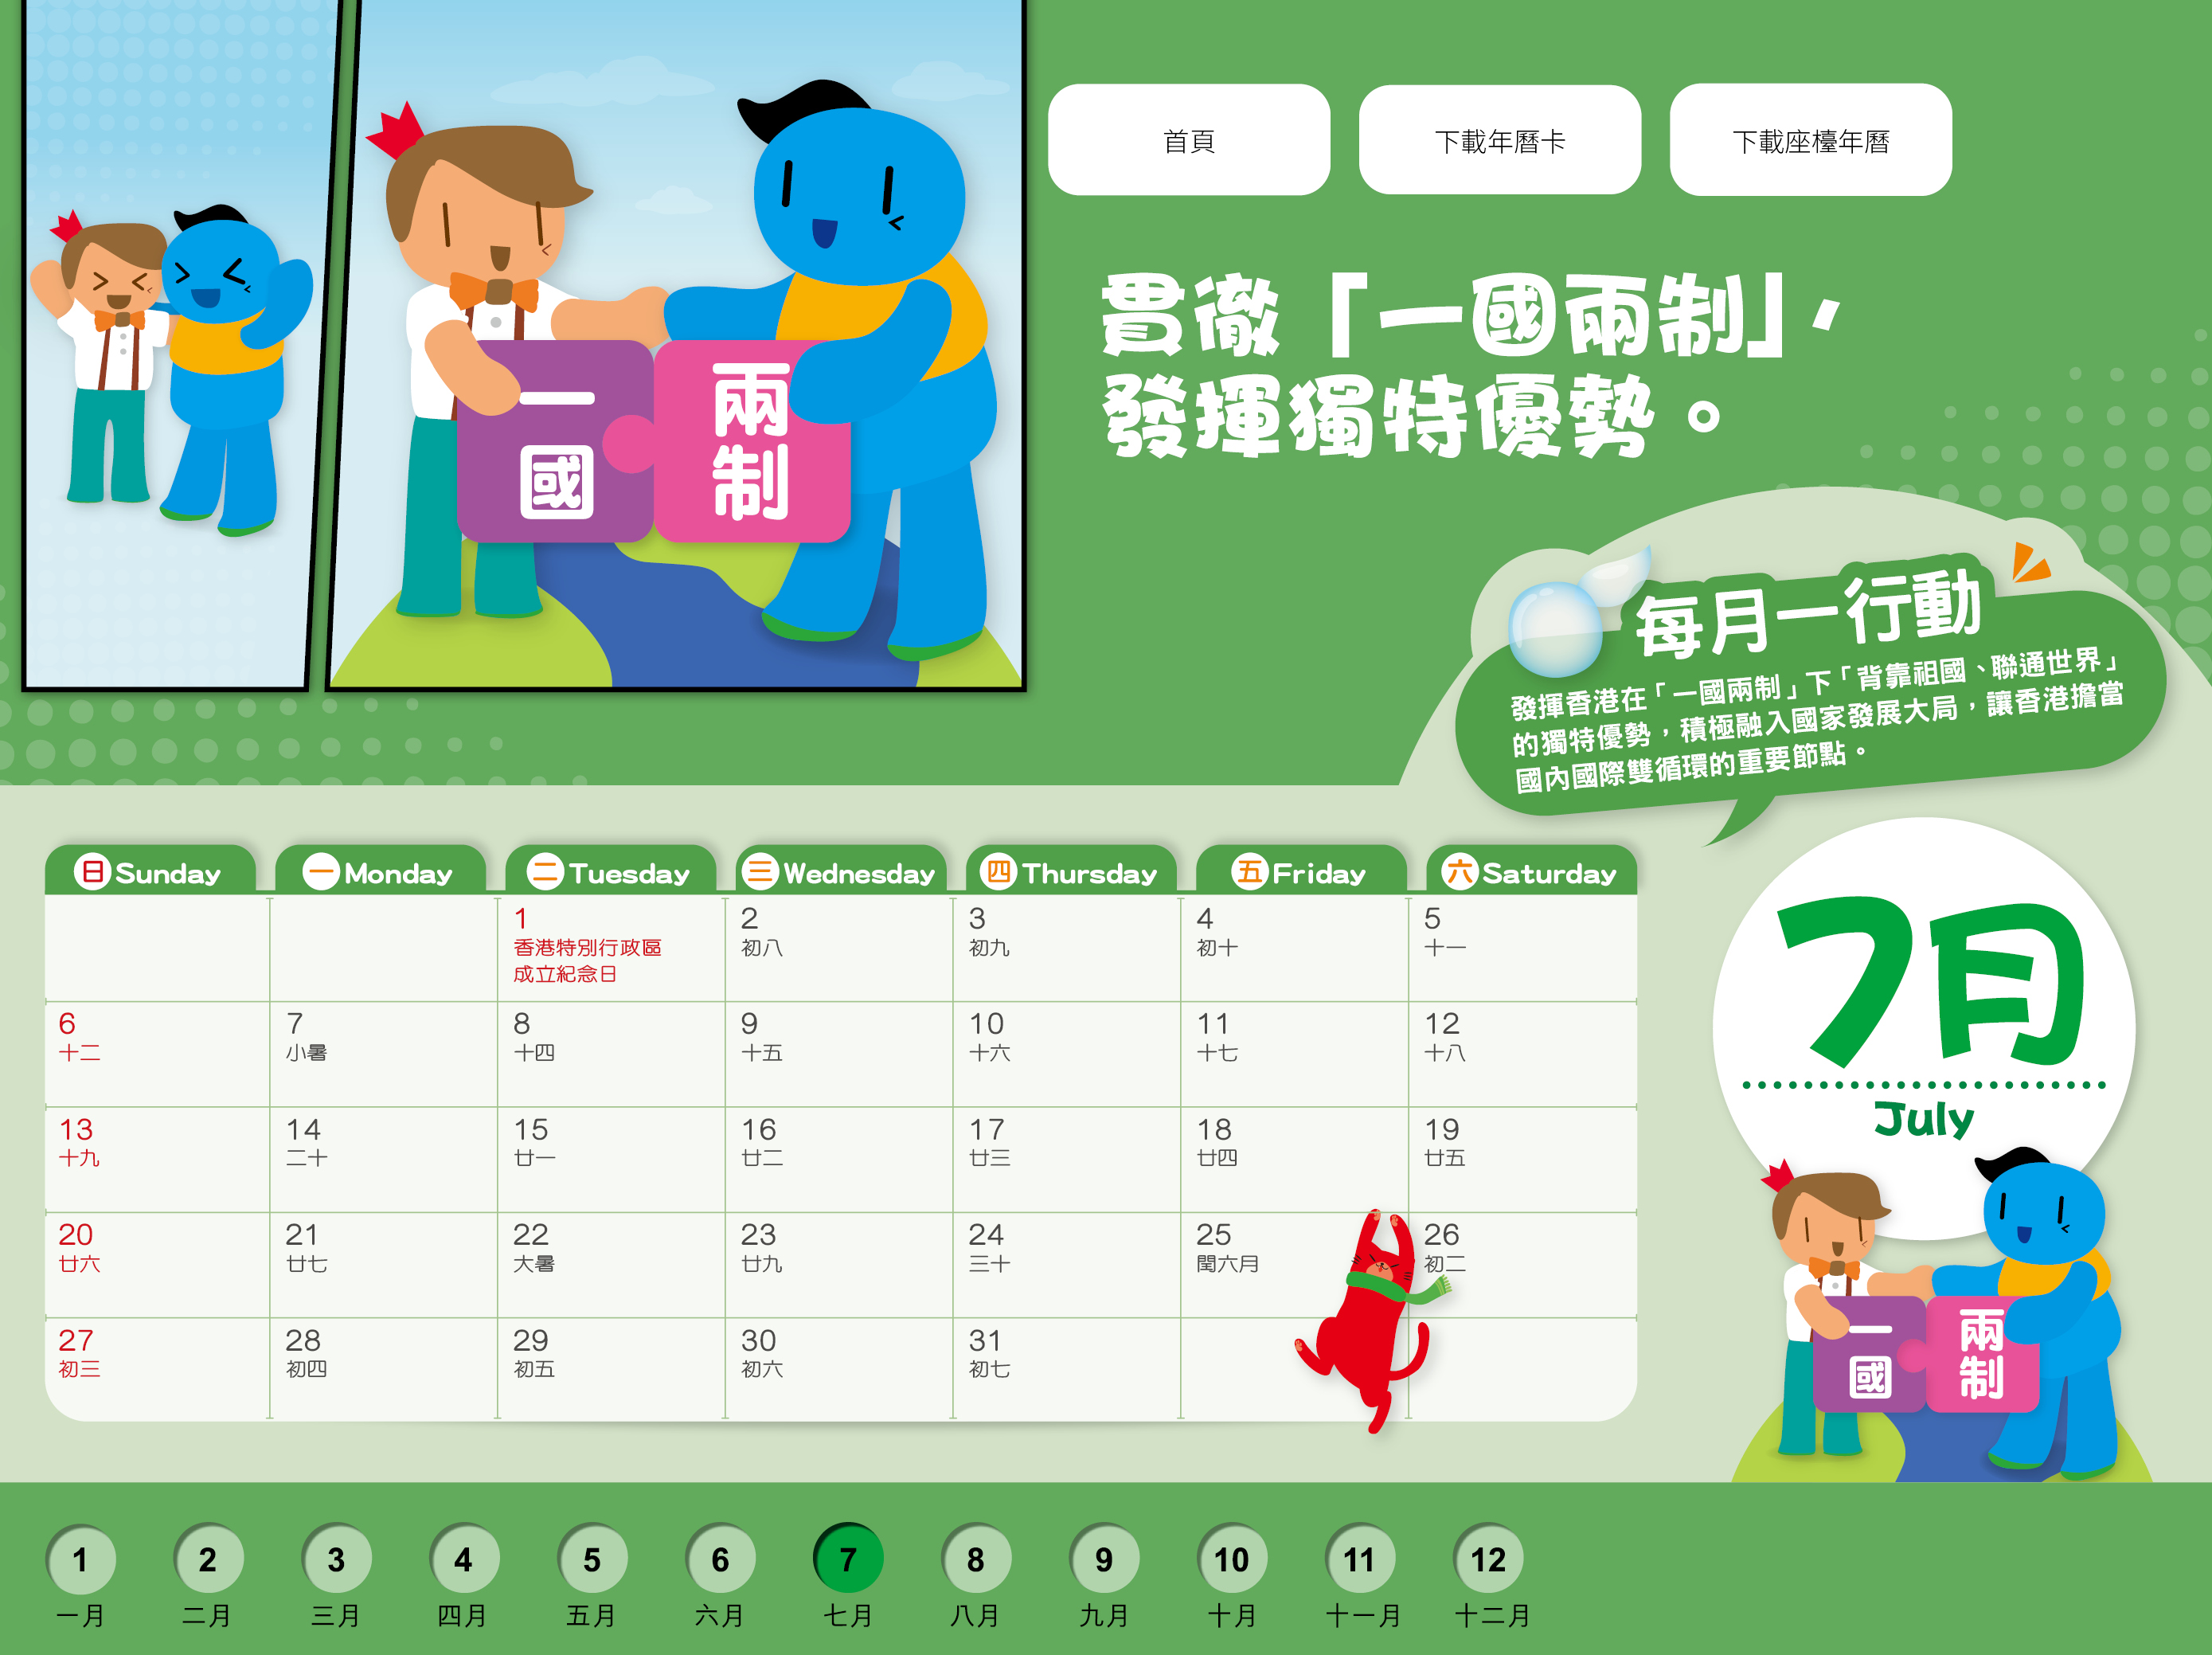 首頁
下載年曆卡
下載座檯年曆
貫徹「一國兩制」，
發揮獨特優勢。
一國
兩制
每月一行動
發揮香港在「一國兩制」下「背靠祖國、聯通世界」
的獨特優勢，積極融入國家發展大局，讓香港擔當
國內國際雙循環的重要節點。
日 Sunday 一 Monday 二 Tuesday 三 Wednesday 四 Thursday 五 Friday 六 Saturday
1 2 3 4 5
香港特別行政區 初八 初九 初十 十一
成立紀念日
6 7 8 9 10 11 12
十二 小暑 十四 十五 十六 十七 十八
13 14 15 16 17 18 19
十九 二十 廿一 廿二 廿三 廿四 廿五
20 21 22 23 24 25 26
廿六 廿七 大暑 廿九 三十 閏六月 初二
27 28 29 30 31
初三 初四 初五 初六 初七
7月
July
一國
兩制
1 2 3 4 5 6 7 8 9 10 11 12
一月 二月 三月 四月 五月 六月 七月 八月 九月 十月 十一月 十二月